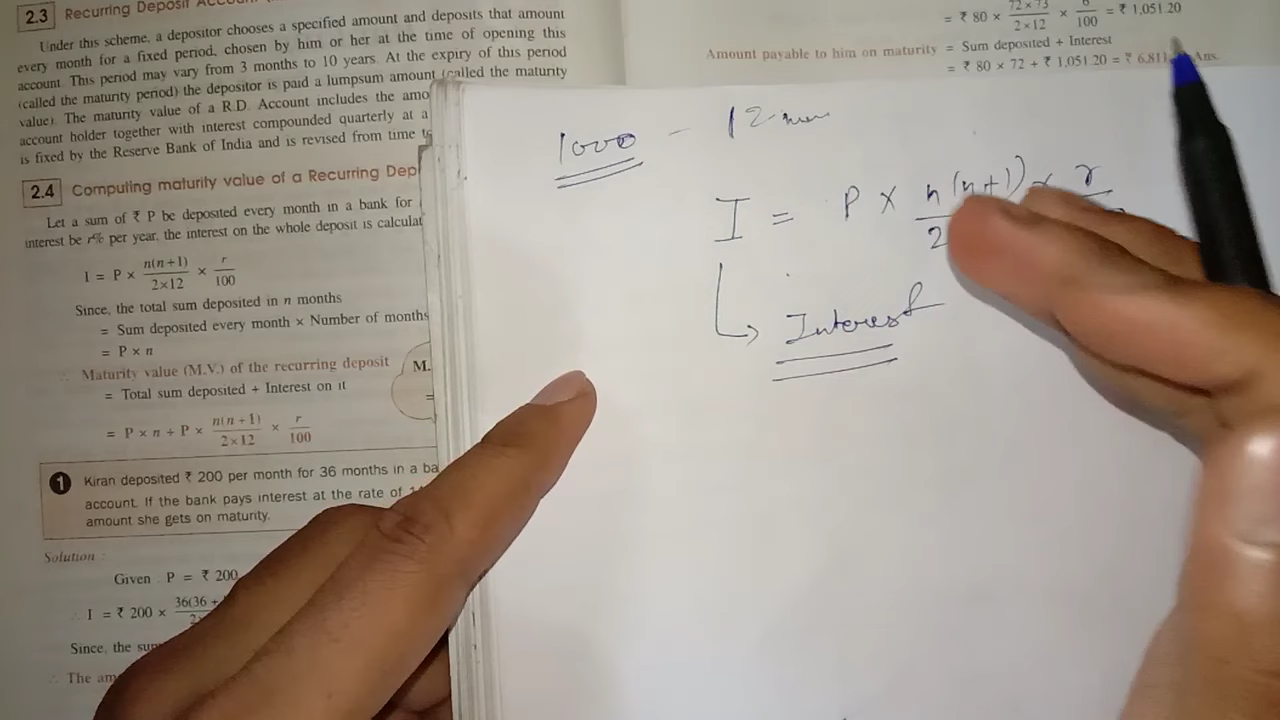 2.3 Recurring Deposit
Under this scheme, a depositor chooses a specified amount and deposits that amount
every month for a fixed period, chosen by him or her at the time of opening this
account. This period may vary from 3 months to 10 years. At the expiry of this period
(called the maturity period) the depositor is paid a lumpsum amount (called the maturity
value). The maturity value of a R.D. Account includes the amo
account holder together with interest compounded quarterly at a
is fixed by the Reserve Bank of India and is revised from time
2.4 Computing maturity value of a Recurring Dep
Let a sum of ₹ P be deposited every month in a bank for
interest be r% per year, the interest on the whole deposit is calculat
I = P × n(n+1)/2×12 × r/100
Since, the total sum deposited in n months
= Sum deposited every month × Number of months
= P × n
∴ Maturity value (M.V.) of the recurring deposit
= Total sum deposited + Interest on it
= P × n + P × n(n+1)/2×12 × r/100
M.
=
1 Kiran deposited ₹ 200 per month for 36 months in a ba
account. If the bank pays interest at the rate of
amount she gets on maturity.
Solution :
Given : P = ₹ 200
∴ I = ₹ 200 × 36(36 +
Since, the su
∴ The am
= ₹ 80 × 72×73/2×12 × 6/100 = ₹ 1,051.20
Amount payable to him on maturity = Sum deposited + Interest
= ₹ 80 × 72 + ₹ 1,051.20 = ₹ 6,811 Ans.
1000 - 12
I = P × n(n+1)/2 × r
Interest